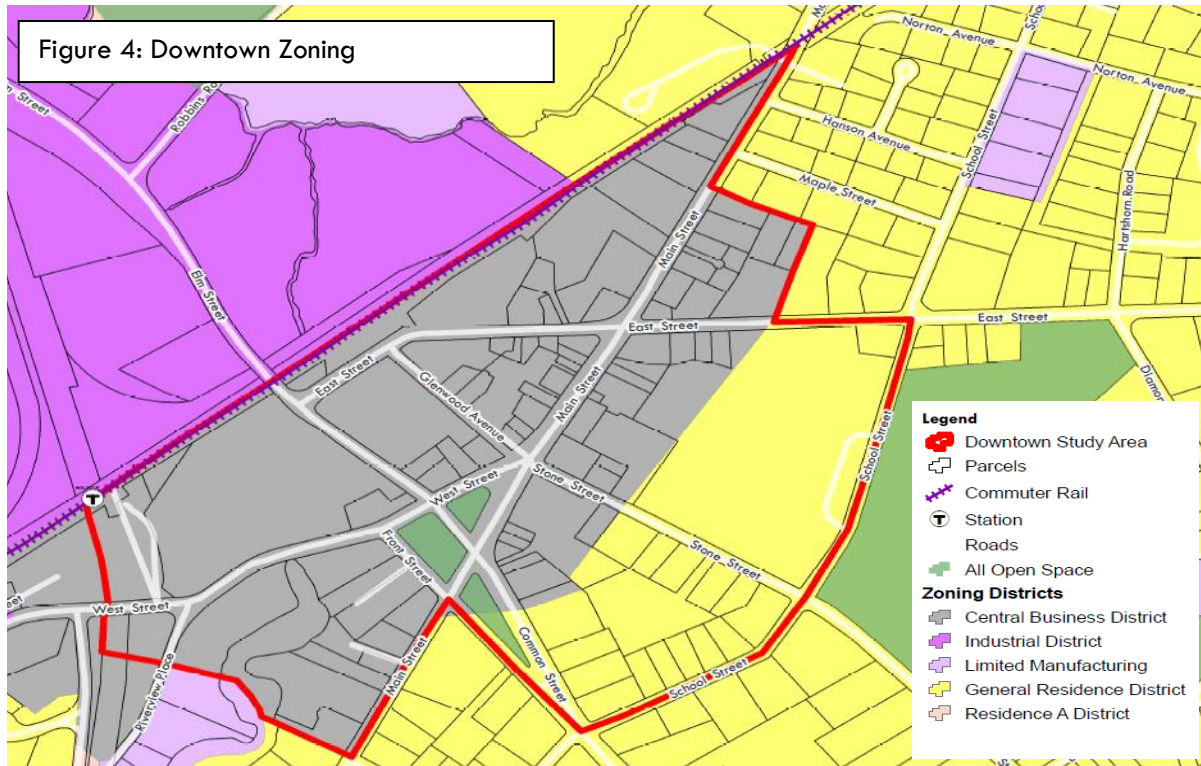 Figure 4: Downtown Zoning
Norton Avenue
Norton Avenue
Elm Street
Robbins
School Street
Hanson Avenue
Maple Street
Hartshorn Road
Main Street
Elm Street
East Street
East Street
East Street
Glenwood Avenue
Main Street
School Street
West Street
Stone Street
Front Street
Stone Street
West Street
Riverview Place
Main Street
Common Street
School Street
Legend
Downtown Study Area
Parcels
Commuter Rail
T
Station
Roads
All Open Space
Zoning Districts
Central Business District
Industrial District
Limited Manufacturing
General Residence District
Residence A District
T